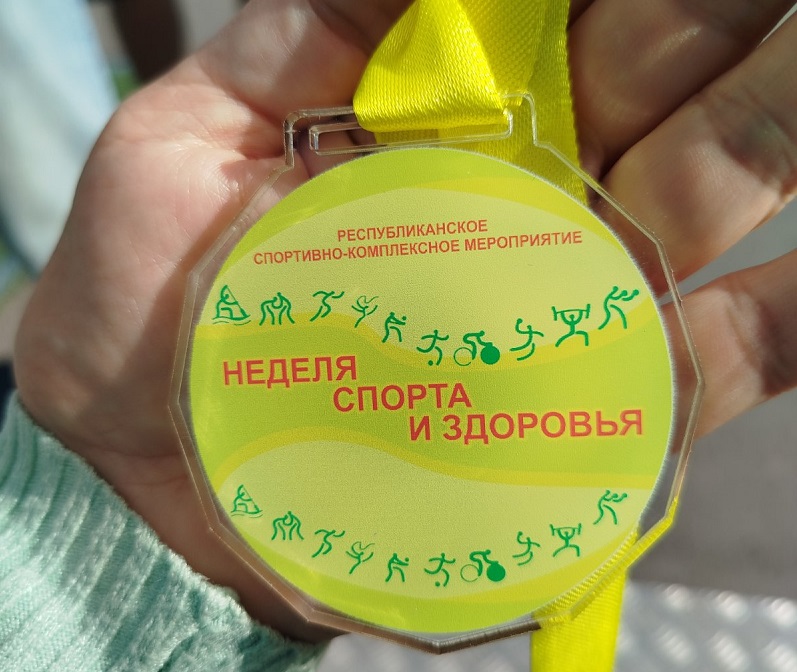 РЕСПУБЛИКАНСКОЕ
СПОРТИВНО-КОМПЛЕКСНОЕ МЕРОПРИЯТИЕ
НЕДЕЛЯ
СПОРТА
И ЗДОРОВЬЯ